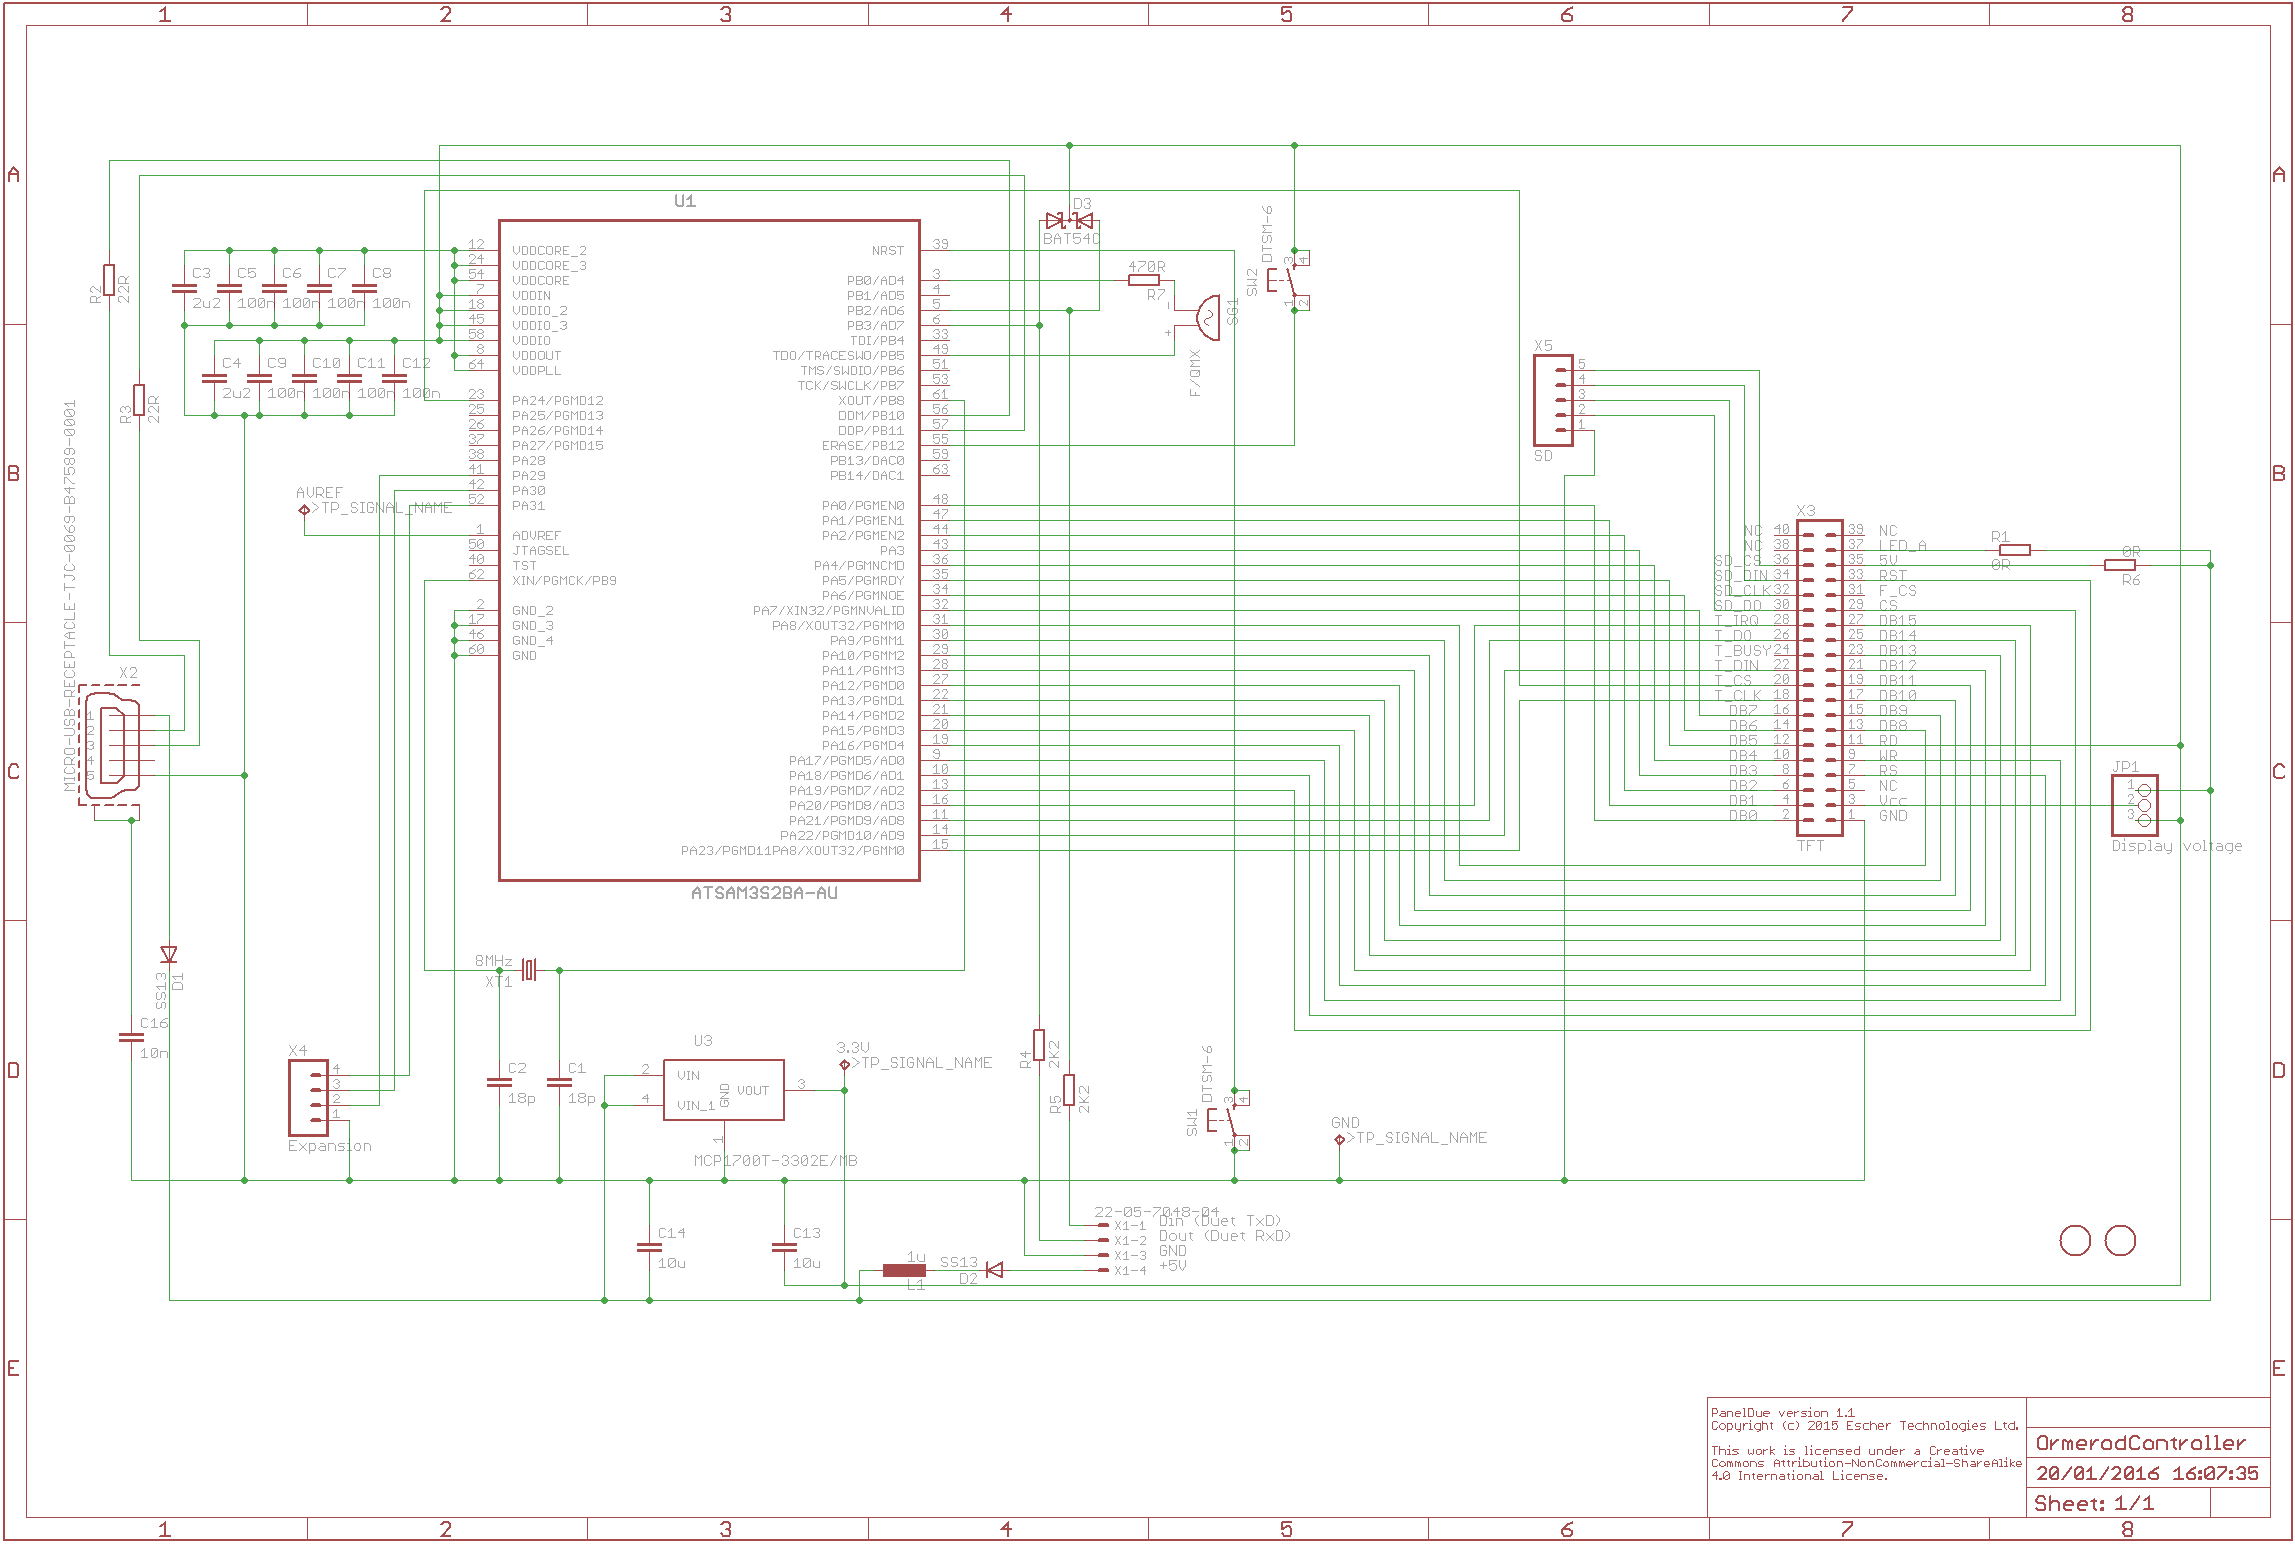 1 2 3 4 5 6 7 8
A
B
C
D
E
A
B
C
D
E
U1
12 VDDCORE_2
24 VDDCORE_3
54 VDDCORE
7 VDDIN
18 VDDIO_2
45 VDDIO_3
58 VDDIO
8 VDDOUT
64 VDDPLL
23 PA24/PGMD12
25 PA25/PGMD13
26 PA26/PGMD14
37 PA27/PGMD15
38 PA28
41 PA29
42 PA30
52 PA31
1 ADVREF
50 JTAGSEL
40 TST
62 XIN/PGMCK/PB9
2 GND_2
17 GND_3
46 GND_4
60 GND
NRST 39
PB0/AD4 3
PB1/AD5 4
PB2/AD6 5
PB3/AD7 6
TDI/PB4 33
TDO/TRACESWO/PB5 49
TMS/SWDIO/PB6 51
TCK/SWCLK/PB7 53
XOUT/PB8 61
DDM/PB10 56
DDP/PB11 57
ERASE/PB12 55
PB13/DAC0 59
PB14/DAC1 63
PA0/PGMEN0 48
PA1/PGMEN1 47
PA2/PGMEN2 44
PA3 43
PA4/PGMNCMD 36
PA5/PGMRDY 35
PA6/PGMNOE 34
PA7/XIN32/PGMNVALID 32
PA8/XOUT32/PGMM0 31
PA9/PGMM1 30
PA10/PGMM2 29
PA11/PGMM3 28
PA12/PGMD0 27
PA13/PGMD1 22
PA14/PGMD2 21
PA15/PGMD3 20
PA16/PGMD4 19
PA17/PGMD5/AD0 9
PA18/PGMD6/AD1 10
PA19/PGMD7/AD2 13
PA20/PGMD8/AD3 16
PA21/PGMD9/AD8 11
PA22/PGMD10/AD9 14
PA23/PGMD11PA8/XOUT32/PGMM0 15
ATSAM3S2BA-AU
R2
22R
R3
22R
C3
2u2
C5
100n
C6
100n
C7
100n
C8
100n
C4
2u2
C9
100n
C10
100n
C11
100n
C12
100n
AVREF
>TP_SIGNAL_NAME
MICRO-USB-RECEPTACLE-TJC-0069-B47589-0001
X2
1
2
3
4
5
SS13
D1
C16
10n
X4
4
3
2
1
Expansion
8MHz
XT1
C2
18p
C1
18p
U3
2 VIN
4 VIN_1
GND
1
VOUT 3
MCP1700T-3302E/MB
3.3V
>TP_SIGNAL_NAME
C14
10u
C13
10u
1u
L1
SS13
D2
22-05-7048-04
X1-1 Din (Duet TxD)
X1-2 Dout (Duet RxD)
X1-3 GND
X1-4 +5V
R4
2K2
R5
2K2
D3
BAT54C
470R
R7
-
+
SG1
F/QMX
DTSM-6
SW2
3
4
1
2
DTSM-6
SW1
3
4
1
2
GND
>TP_SIGNAL_NAME
X5
5
4
3
2
1
SD
X3
NC 40
NC 38
SD_CS 36
SD_DIN 34
SD_CLK 32
SD_DO 30
T_IRQ 28
T_DO 26
T_BUSY 24
T_DIN 22
T_CS 20
T_CLK 18
DB7 16
DB6 14
DB5 12
DB4 10
DB3 8
DB2 6
DB1 4
DB0 2
39 NC
37 LED_A
35 5V
33 RST
31 F_CS
29 CS
27 DB15
25 DB14
23 DB13
21 DB12
19 DB11
17 DB10
15 DB9
13 DB8
11 RD
9 WR
7 RS
5 NC
3 Vcc
1 GND
TFT
R1
0R
0R
R6
JP1
1
2
3
Display voltage
PanelDue version 1.1
Copyright (c) 2015 Escher Technologies Ltd.
This work is licensed under a Creative
Commons Attribution-NonCommercial-ShareAlike
4.0 International License.
OrmerodController
20/01/2016 16:07:35
Sheet: 1/1
1 2 3 4 5 6 7 8